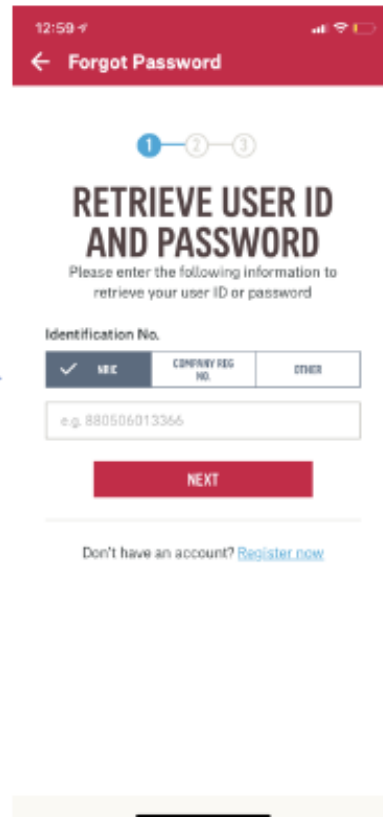 12:59
Forgot Password
1 2 3
RETRIEVE USER ID
AND PASSWORD
Please enter the following information to
retrieve your user ID or password
Identification No.
NRIC
COMPANY REG
NO.
OTHER
e.g. 880506013366
NEXT
Don't have an account? Register now